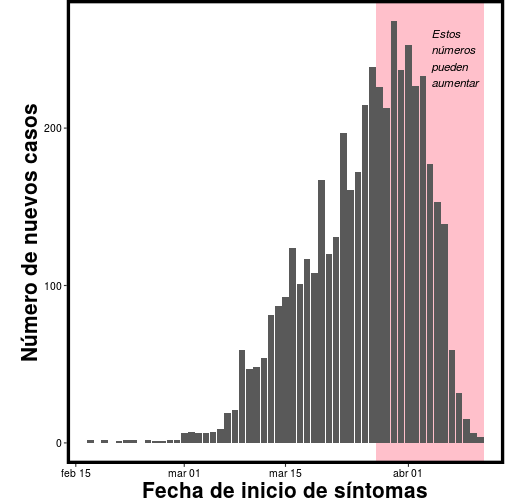 Estos
números
pueden
aumentar
Número de nuevos casos
200
100
0
feb 15
mar 01
mar 15
abr 01
Fecha de inicio de síntomas